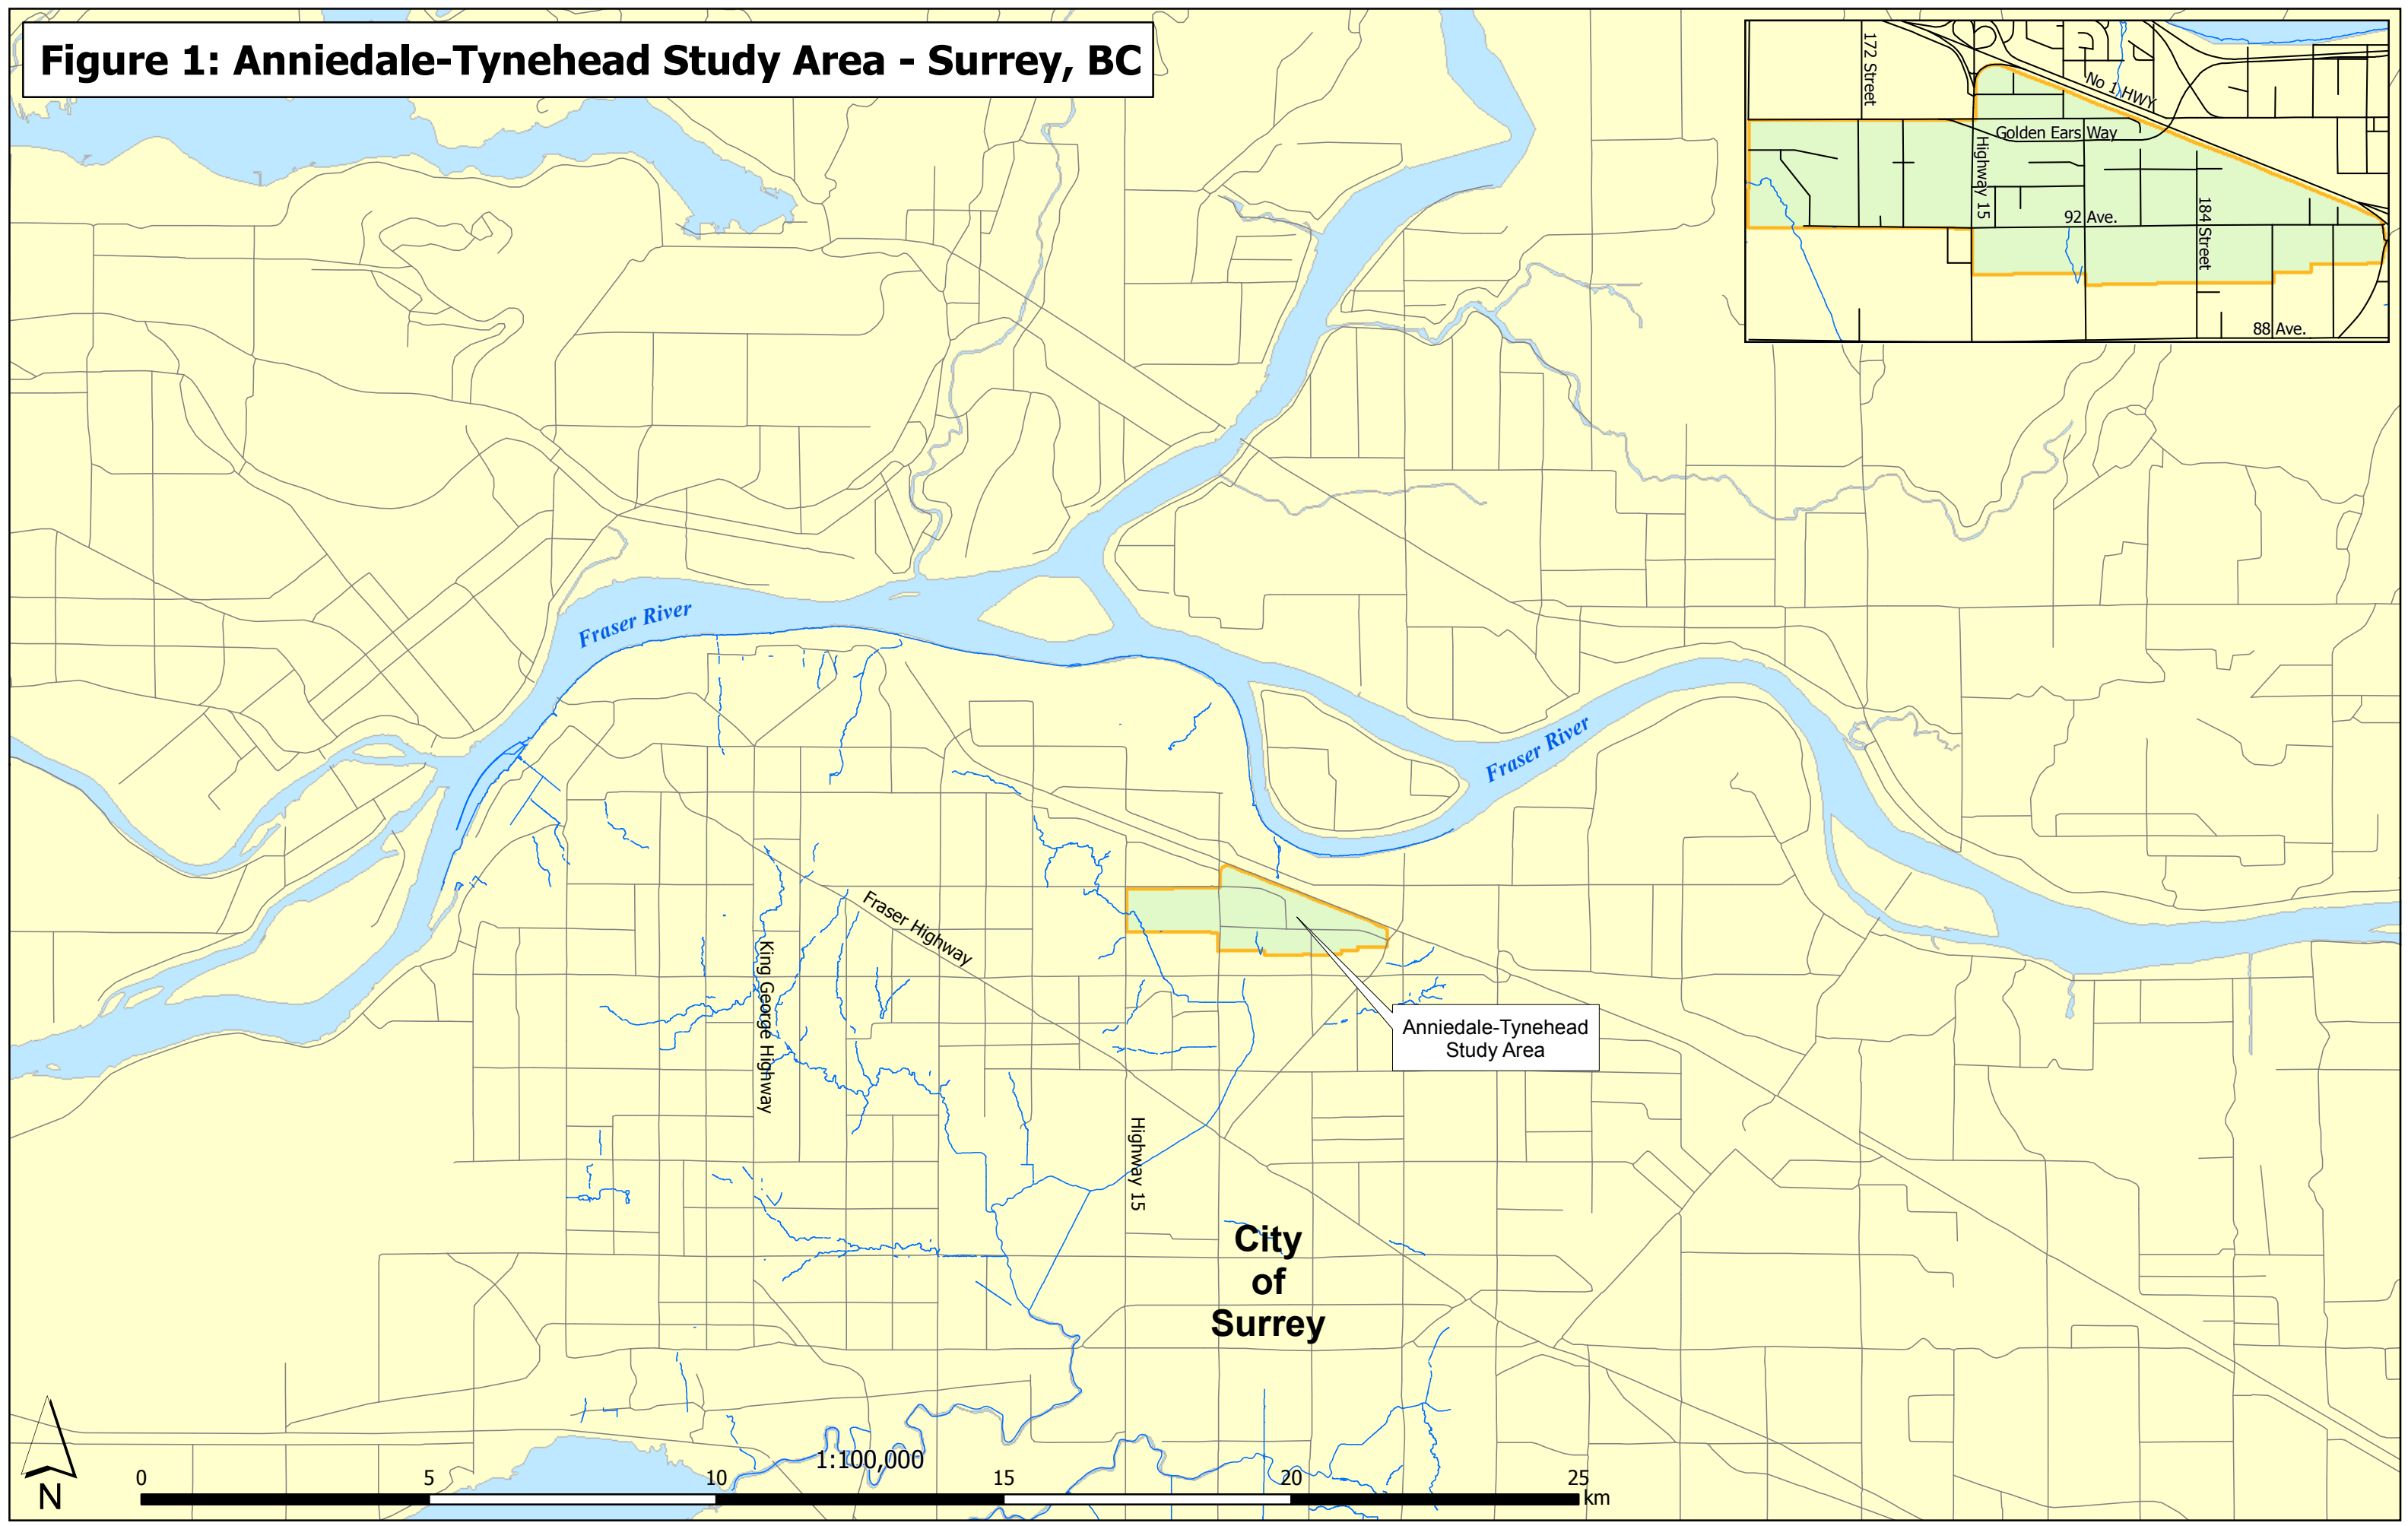 Figure 1: Anniedale-Tynehead Study Area - Surrey, BC
172 Street
No 1 HWY
Golden Ears Way
Highway 15
92 Ave.
184 Street
88 Ave.
Fraser River
Fraser River
Fraser Highway
King George Highway
Anniedale-Tynehead
Study Area
Highway 15
City
of
Surrey
1:100,000
0 5 10 15 20 25
km
N